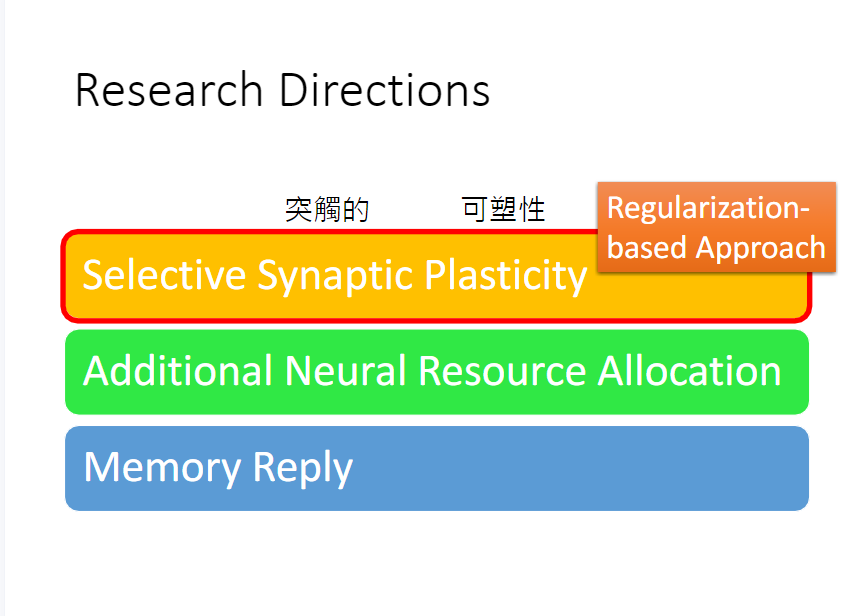 Research Directions
突觸的 可塑性
Regularization-
based Approach
Selective Synaptic Plasticity
Additional Neural Resource Allocation
Memory Reply